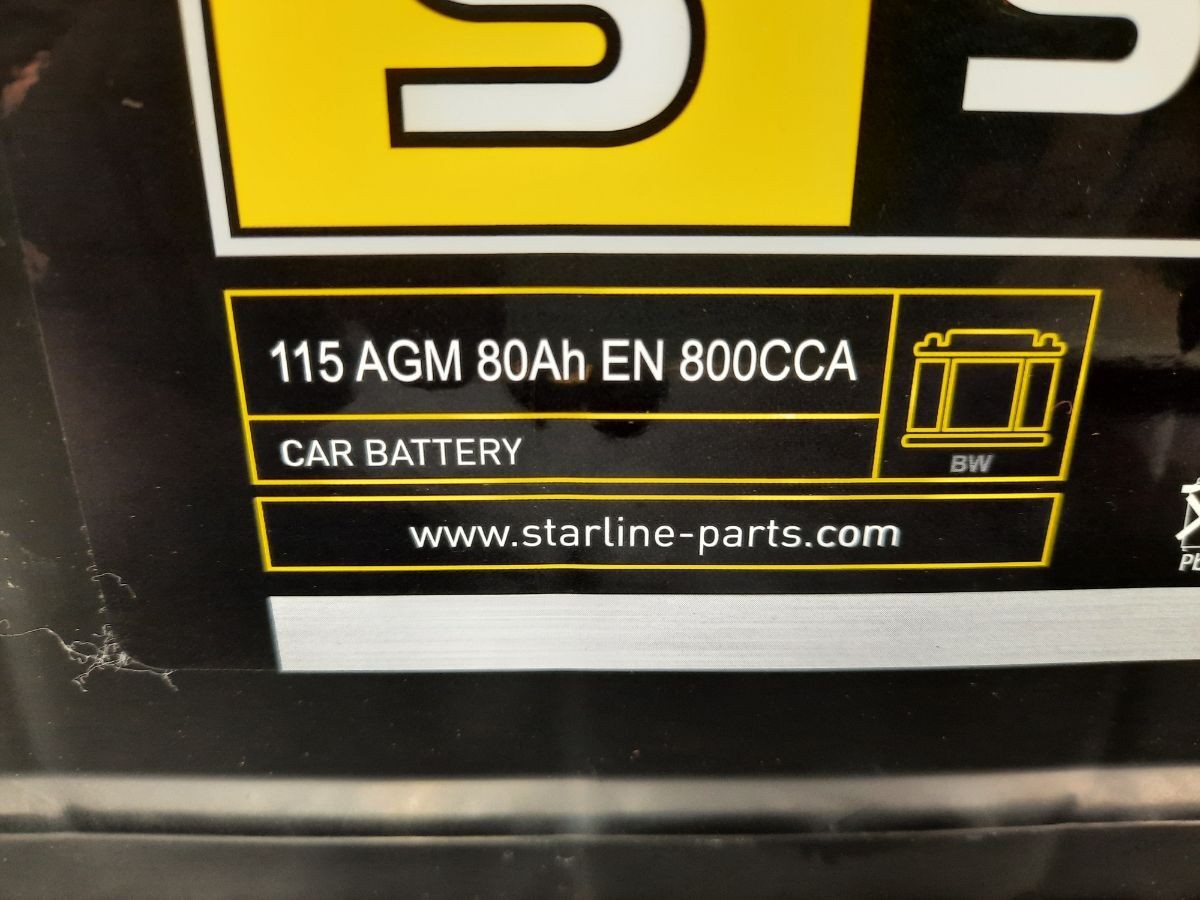 S S
115 AGM 80Ah EN 800CCA
CAR BATTERY
BW
www.starline-parts.com